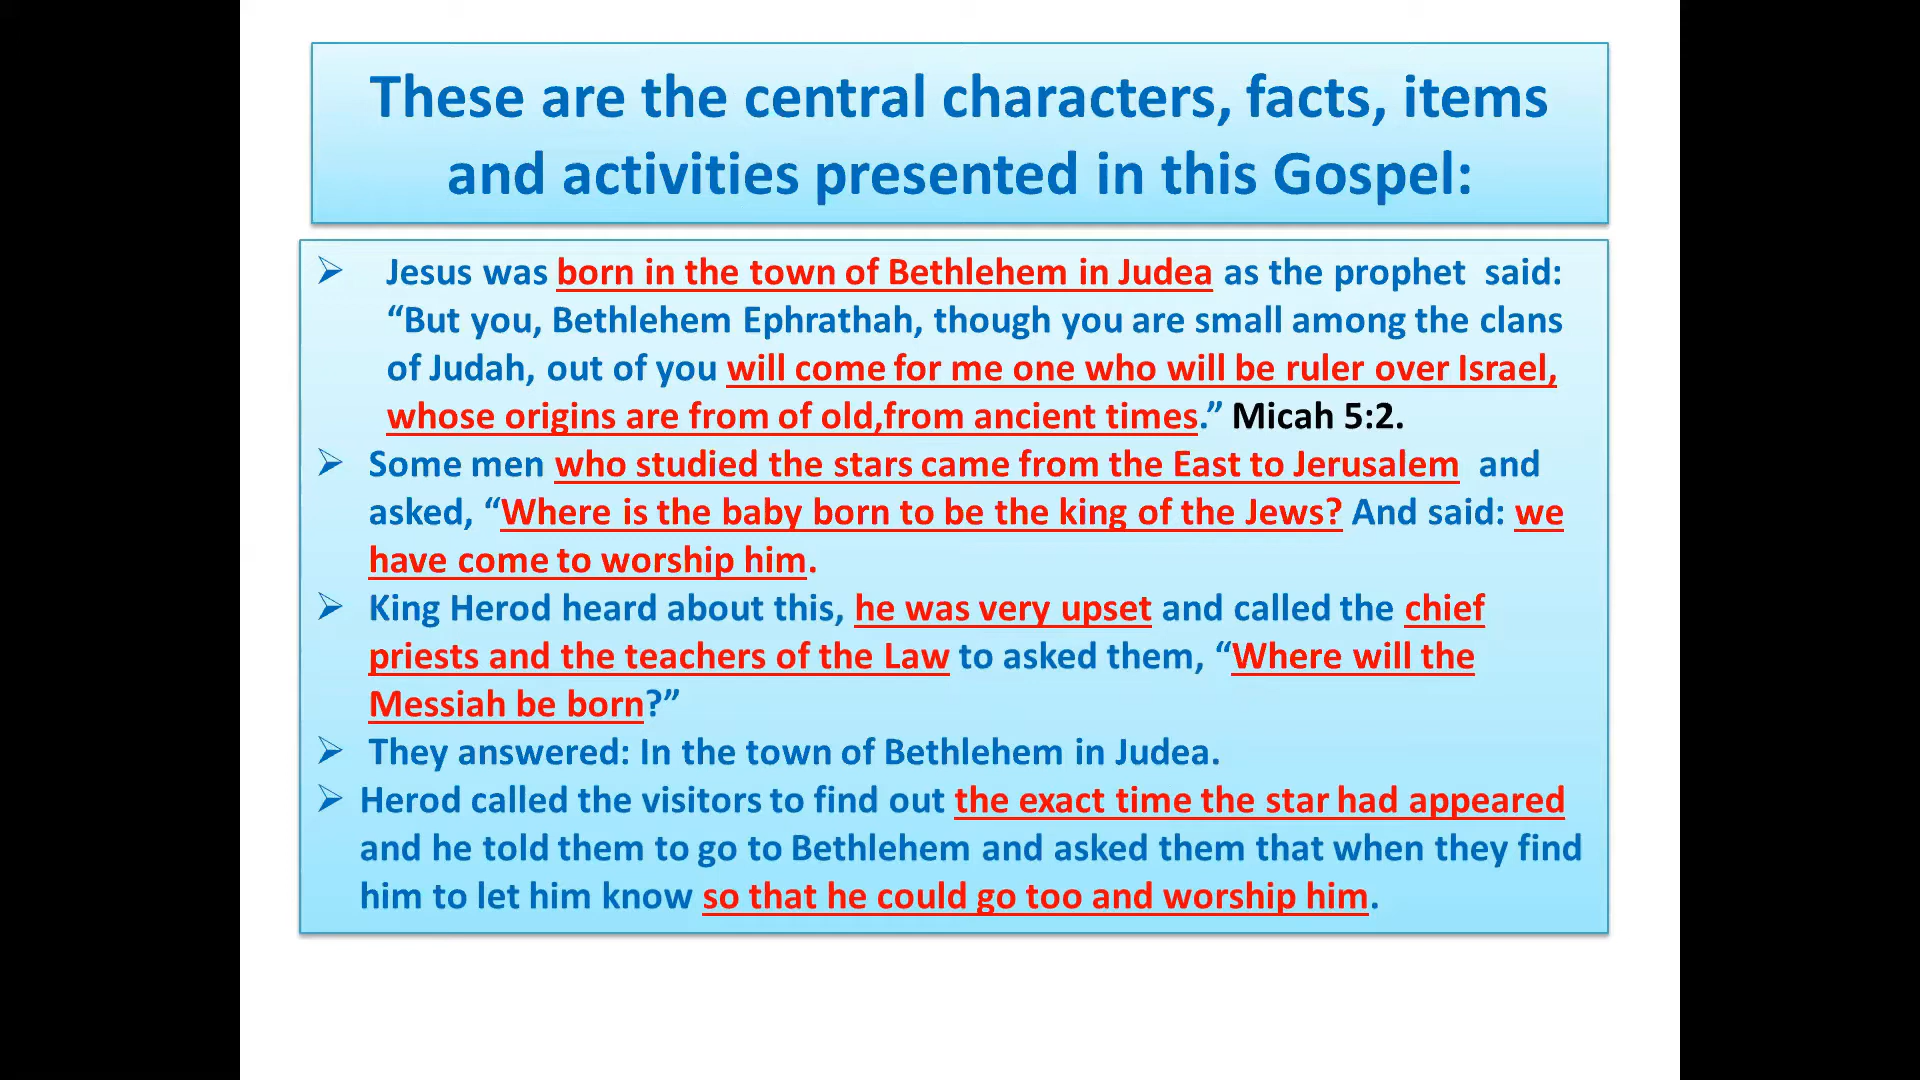 These are the central characters, facts, items
and activities presented in this Gospel:
➢ Jesus was born in the town of Bethlehem in Judea as the prophet said:
“But you, Bethlehem Ephrathah, though you are small among the clans
of Judah, out of you will come for me one who will be ruler over Israel,
whose origins are from of old,from ancient times.” Micah 5:2.
➢ Some men who studied the stars came from the East to Jerusalem and
asked, “Where is the baby born to be the king of the Jews? And said: we
have come to worship him.
➢ King Herod heard about this, he was very upset and called the chief
priests and the teachers of the Law to asked them, “Where will the
Messiah be born?”
➢ They answered: In the town of Bethlehem in Judea.
➢ Herod called the visitors to find out the exact time the star had appeared
and he told them to go to Bethlehem and asked them that when they find
him to let him know so that he could go too and worship him.